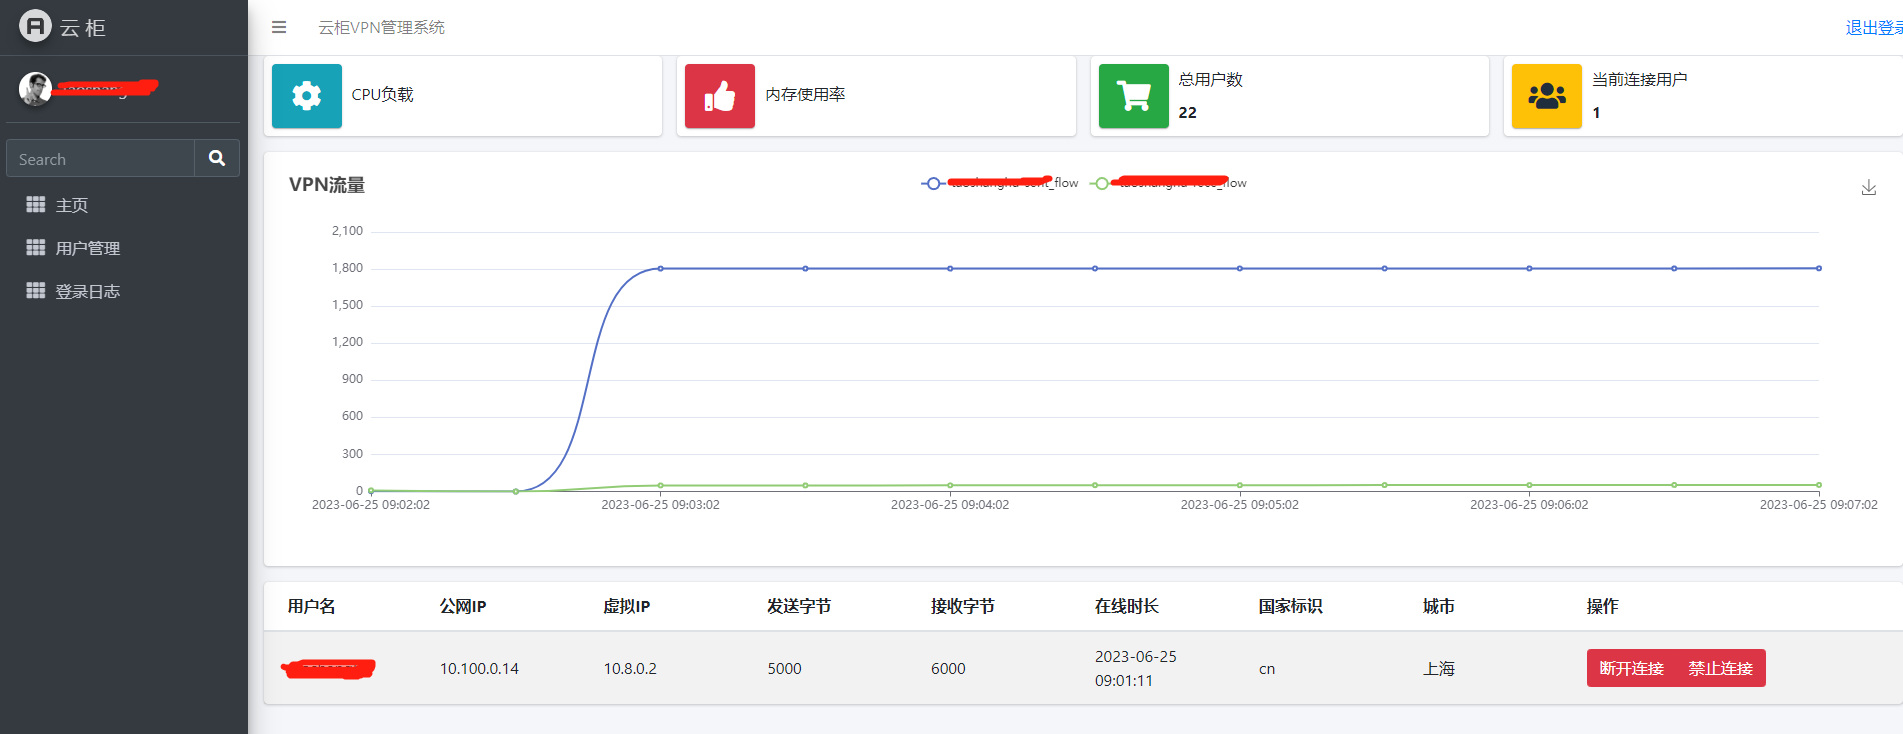 云柜
云柜VPN管理系统
退出登录
Search
主页
用户管理
登录日志
CPU负载
内存使用率
总用户数
22
当前连接用户
1
VPN流量
_flow
_flow
2,100
1,800
1,500
1,200
900
600
300
0
2023-06-25 09:02:02
2023-06-25 09:03:02
2023-06-25 09:04:02
2023-06-25 09:05:02
2023-06-25 09:06:02
2023-06-25 09:07:02
用户名 公网IP 虚拟IP 发送字节 接收字节 在线时长 国家标识 城市 操作
10.100.0.14 10.8.0.2 5000 6000 2023-06-25 09:01:11 cn 上海 断开连接 禁止连接